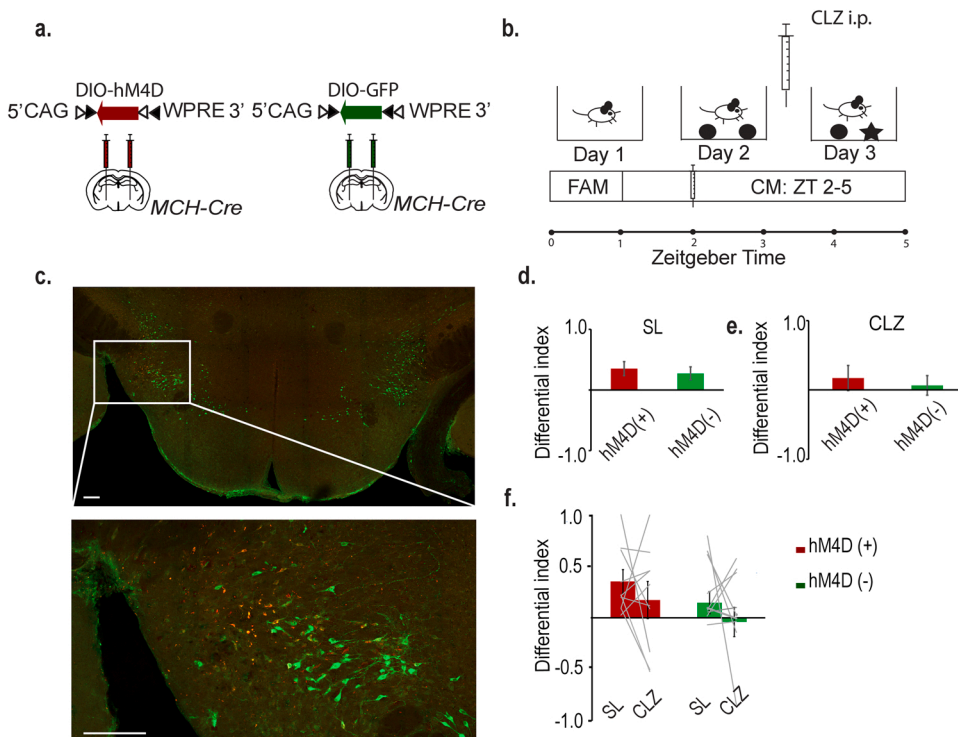 a.
DIO-hM4D
5'CAG
WPRE 3'
MCH-Cre
DIO-GFP
5'CAG
WPRE 3'
MCH-Cre
b.
CLZ i.p.
Day 1
Day 2
Day 3
FAM
CM: ZT 2-5
0
1
2
3
4
5
Zeitgeber Time
c.
d.
SL
1.0
-1.0
Differential index
hM4D(+)
hM4D(-)
e.
CLZ
1.0
-1.0
Differential index
hM4D(+)
hM4D(-)
f.
1.0
0.5
0
-0.5
-1.0
Differential index
SL
CLZ
SL
CLZ
hM4D (+)
hM4D (-)